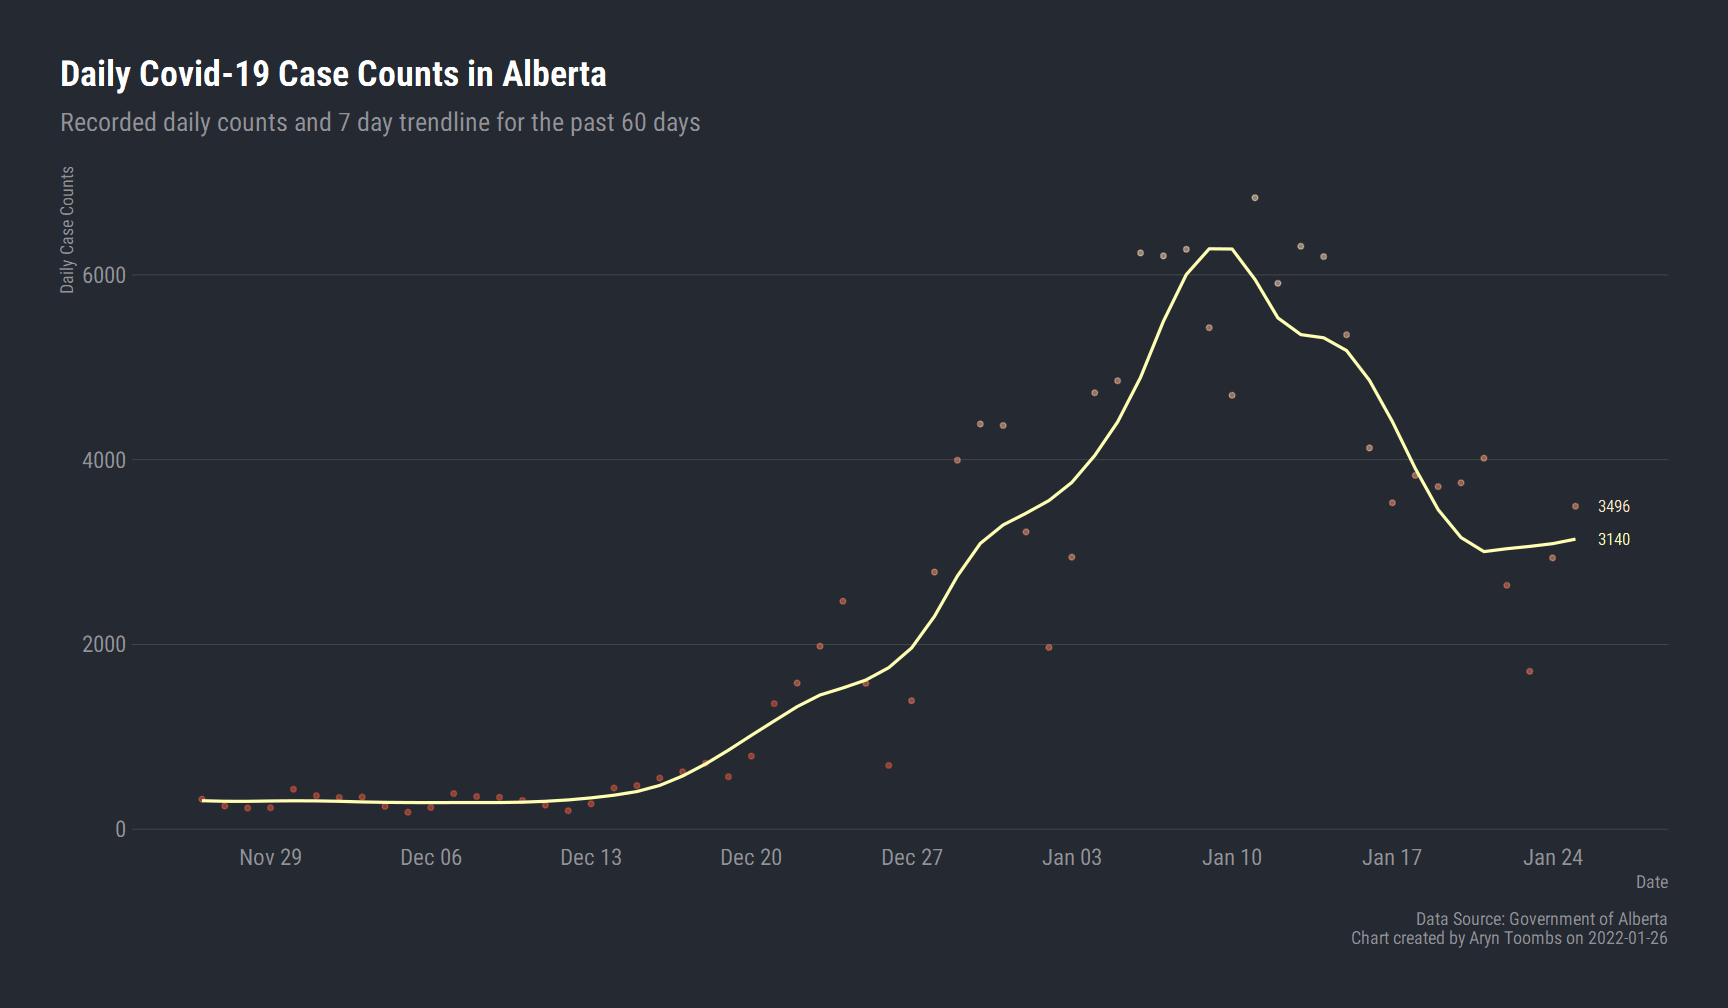 Daily Covid-19 Case Counts in Alberta
Recorded daily counts and 7 day trendline for the past 60 days
Daily Case Counts
6000
4000
2000
0
3496
3140
Nov 29 Dec 06 Dec 13 Dec 20 Dec 27 Jan 03 Jan 10 Jan 17 Jan 24
Date
Data Source: Government of Alberta
Chart created by Aryn Toombs on 2022-01-26